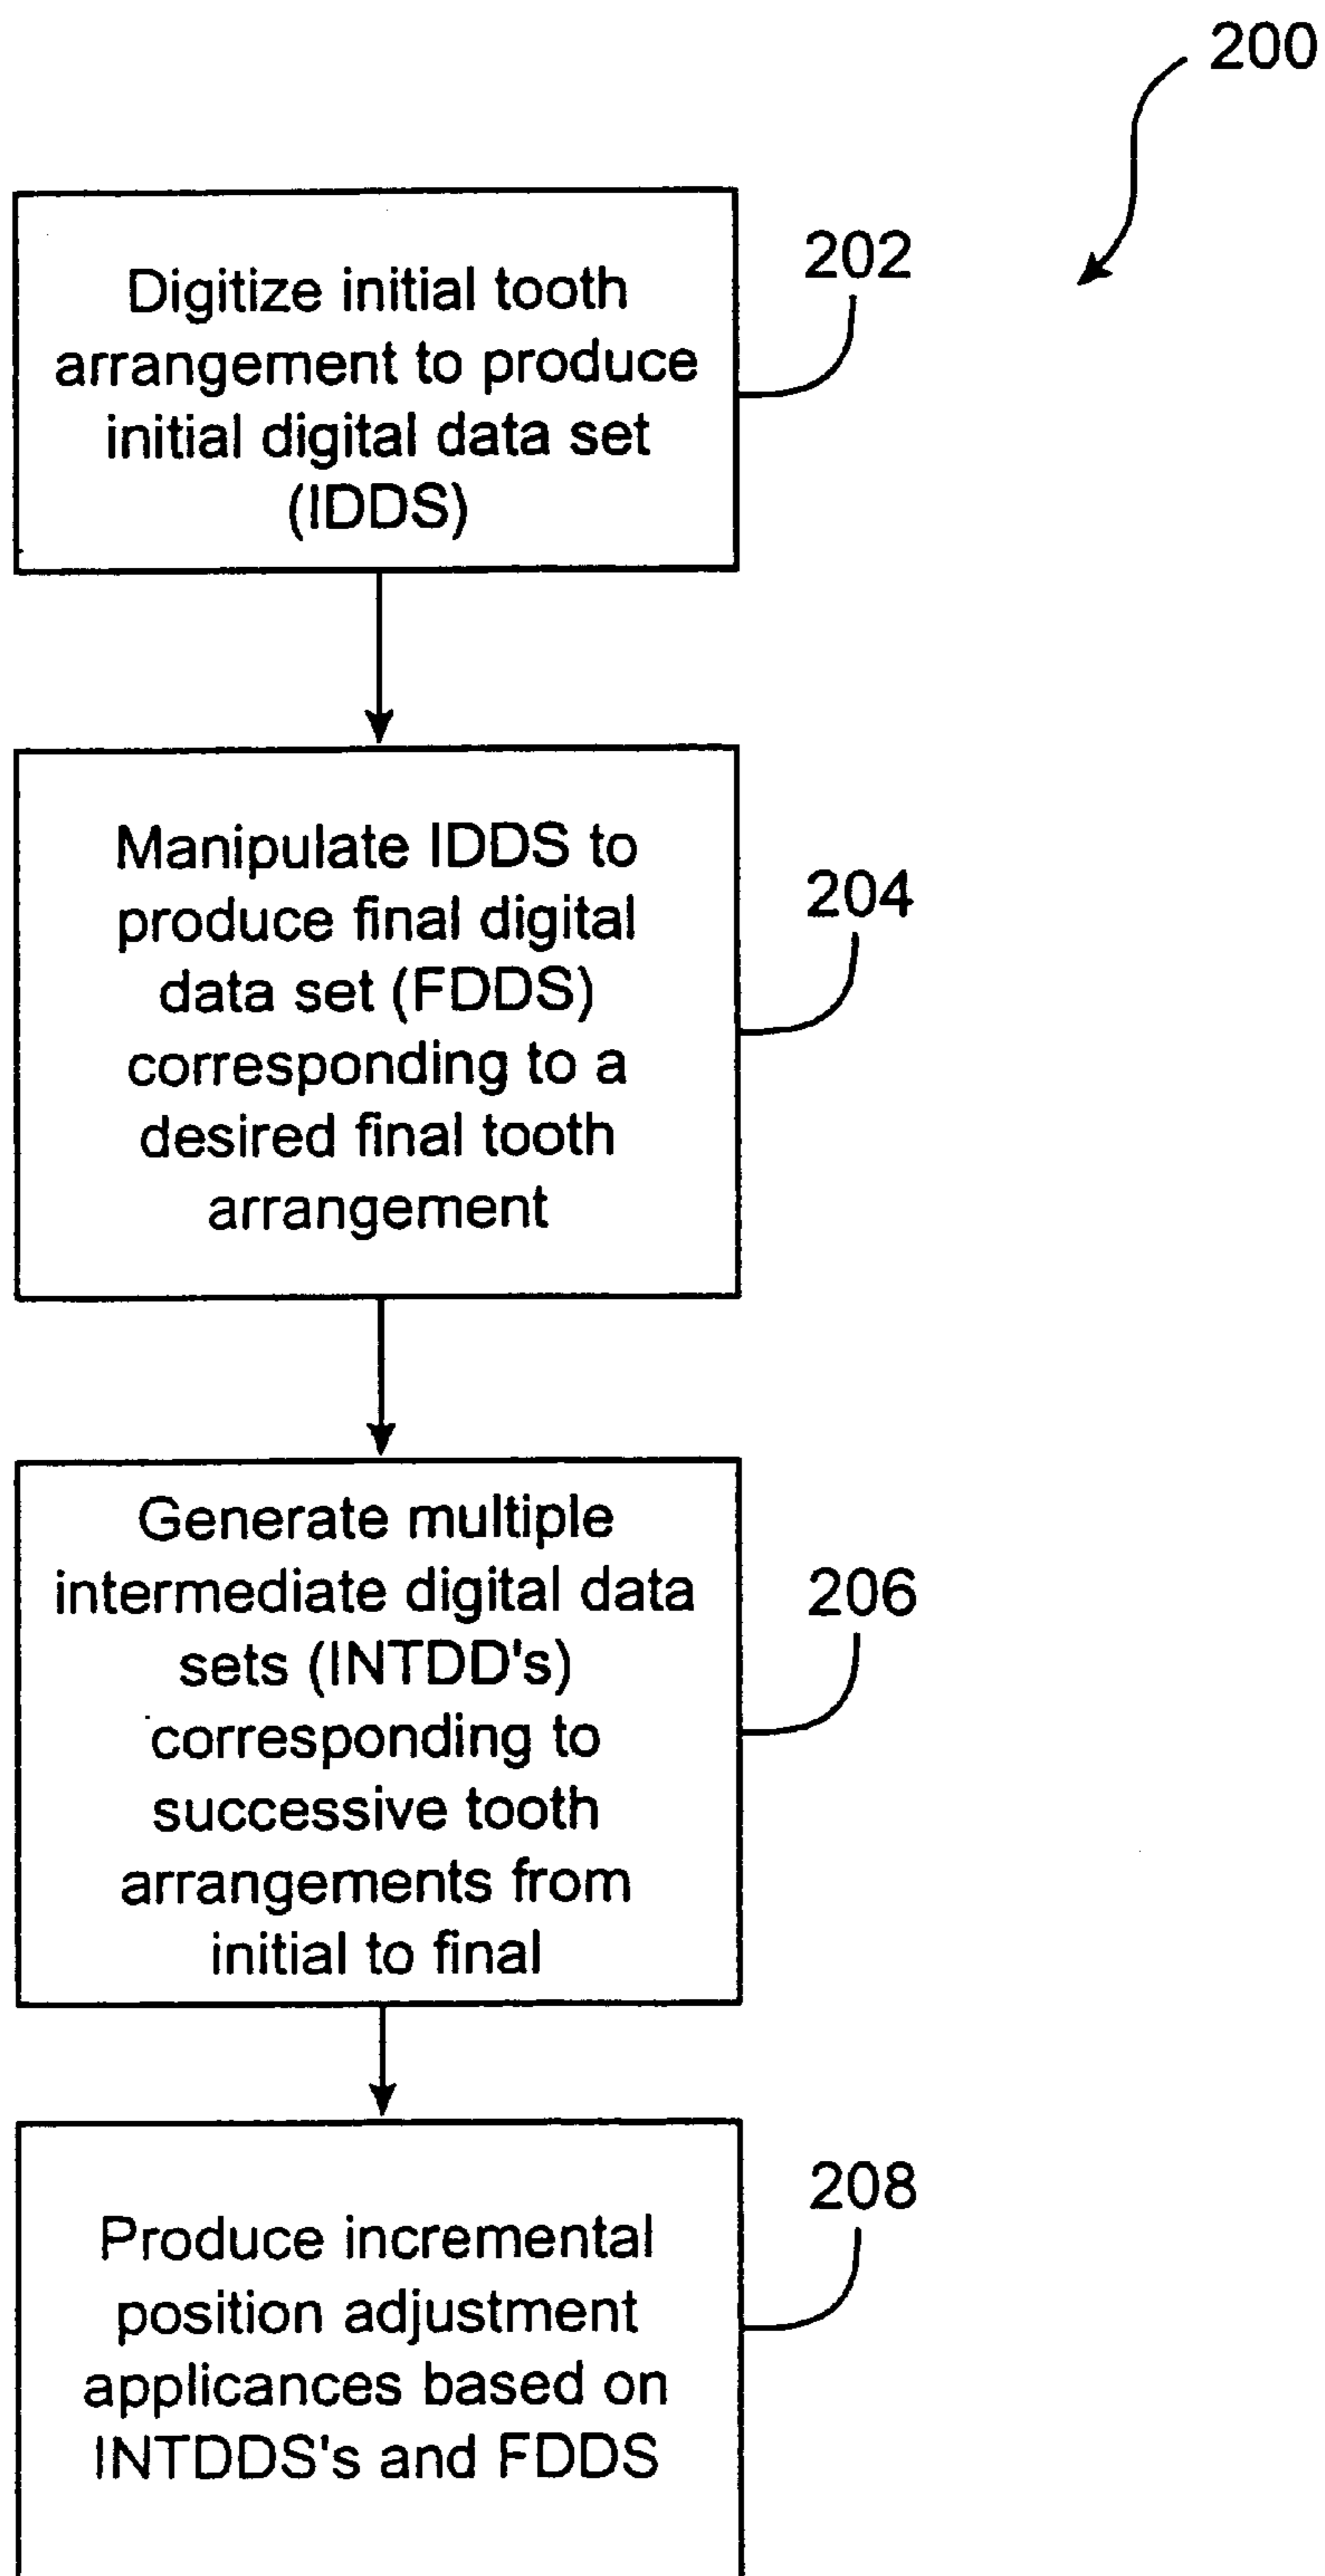 200
Digitize initial tooth
arrangement to produce
initial digital data set
(IDDS)
202
Manipulate IDDS to
produce final digital
data set (FDDS)
corresponding to a
desired final tooth
arrangement
204
Generate multiple
intermediate digital data
sets (INTDD's)
corresponding to
successive tooth
arrangements from
initial to final
206
Produce incremental
position adjustment
applicances based on
INTDDS's and FDDS
208